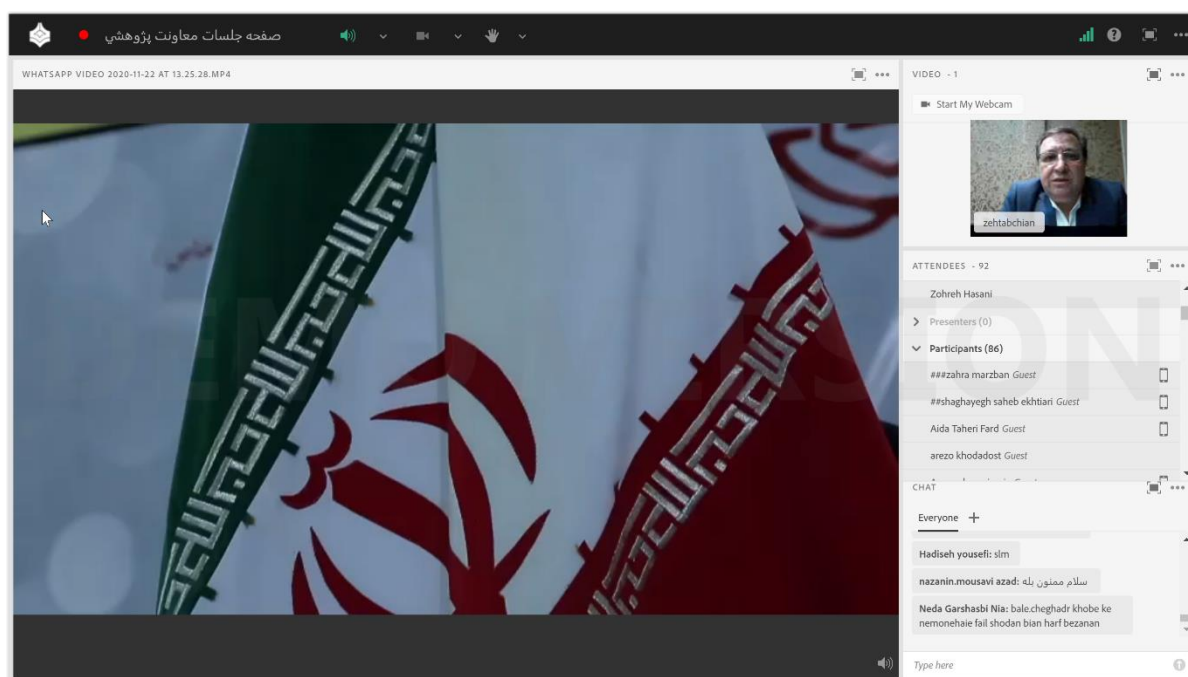 صفحه جلسات معاونت پژوهشي
WHATSAPP VIDEO 2020-11-22 AT 13.25.28.MP4
VIDEO - 1
Start My Webcam
zehtabchian
ATTENDEES - 92
Zohreh Hasani
Presenters (0)
Participants (86)
###zahra marzban Guest
##shaghayegh saheb ekhtiari Guest
Aida Taheri Fard Guest
arezo khodadost Guest
CHAT
Everyone
Hadiseh yousefi: slm
nazanin.mousavi azad: سلام ممنون بله
Neda Garshasbi Nia: bale.cheghadr khobe ke
nemonehaie fail shodan bian harf bezanan
Type here